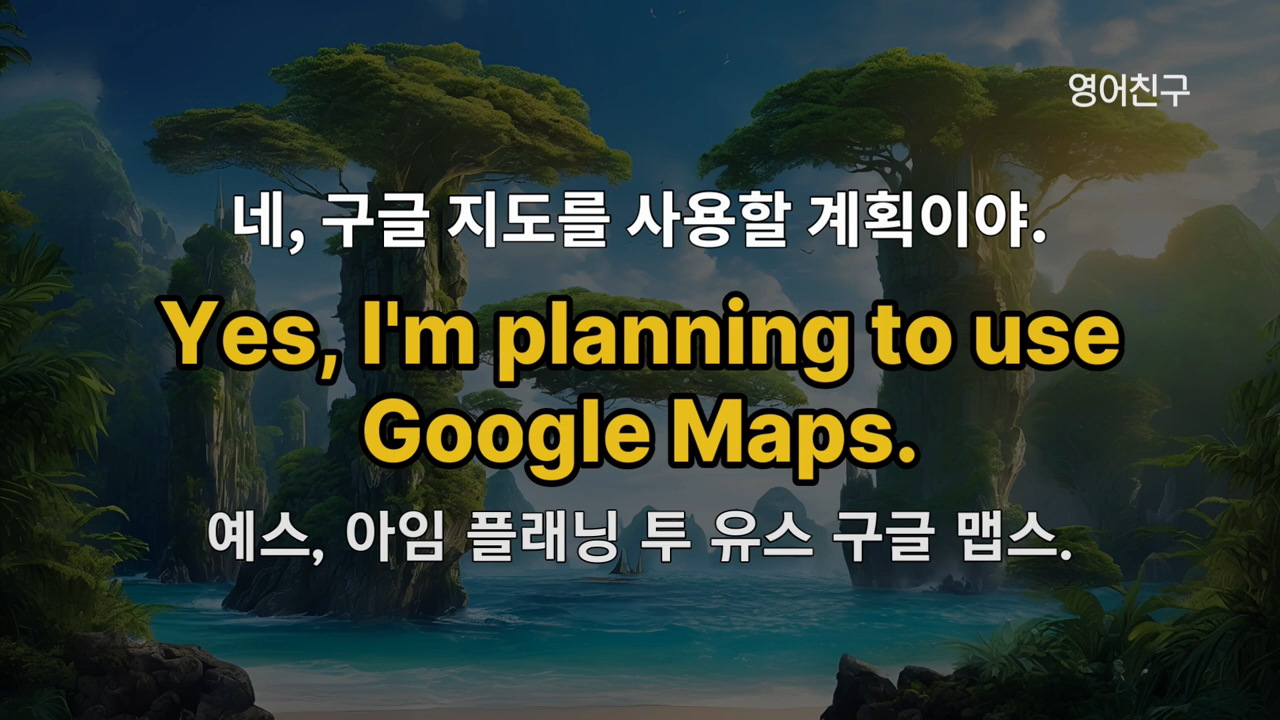 영어친구
네, 구글 지도를 사용할 계획이야.
Yes, I'm planning to use
Google Maps.
예스, 아임 플래닝 투 유스 구글 맵스.